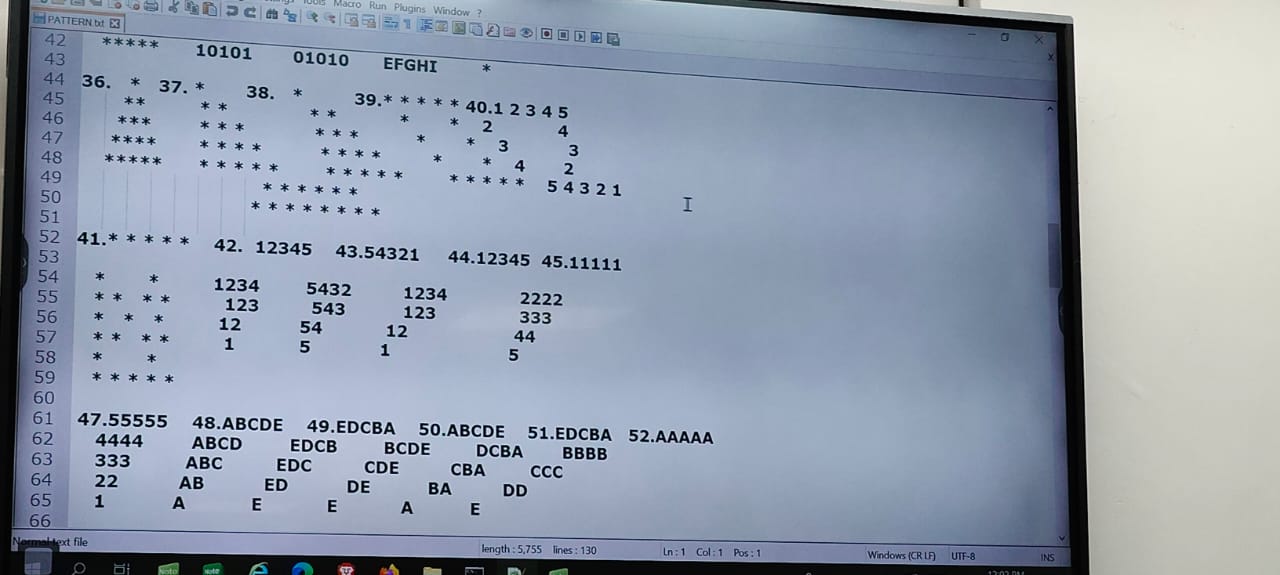 Tools Macro Run Plugins Window ?
PATTERN.txt
42 ***** 10101 01010 EFGHI *
43
44 36. * 37. * 38. * 39.* * * * * 40.1 2 3 4 5
45 ** * * * * * * 2 4
46 *** * * * * * * * * 3 3
47 **** * * * * * * * * * * 4 2
48 ***** * * * * * * * * * * * * * * * 5 4 3 2 1
49 * * * * * *
50 * * * * * * * *
51
52 41.* * * * * 42. 12345 43.54321 44.12345 45.11111
53
54 * * 1234 5432 1234 2222
55 * * * * 123 543 123 333
56 * * * 12 54 12 44
57 * * * * 1 5 1 5
58 * *
59 * * * * *
60
61 47.55555 48.ABCDE 49.EDCBA 50.ABCDE 51.EDCBA 52.AAAAA
62 4444 ABCD EDCB BCDE DCBA BBBB
63 333 ABC EDC CDE CBA CCC
64 22 AB ED DE BA DD
65 1 A E E A E
66
Normal text file length : 5,755 lines : 130 Ln : 1 Col : 1 Pos : 1 Windows (CR LF) UTF-8 INS